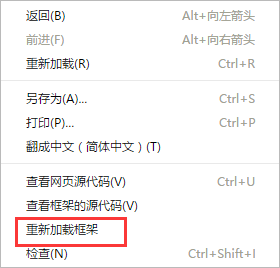 返回(B) Alt+向左箭头
前进(F) Alt+向右箭头
重新加载(R) Ctrl+R
另存为(A)... Ctrl+S
打印(P)... Ctrl+P
翻成中文（简体中文）(T)
查看网页源代码(V) Ctrl+U
查看框架的源代码(V)
重新加载框架
检查(N) Ctrl+Shift+I